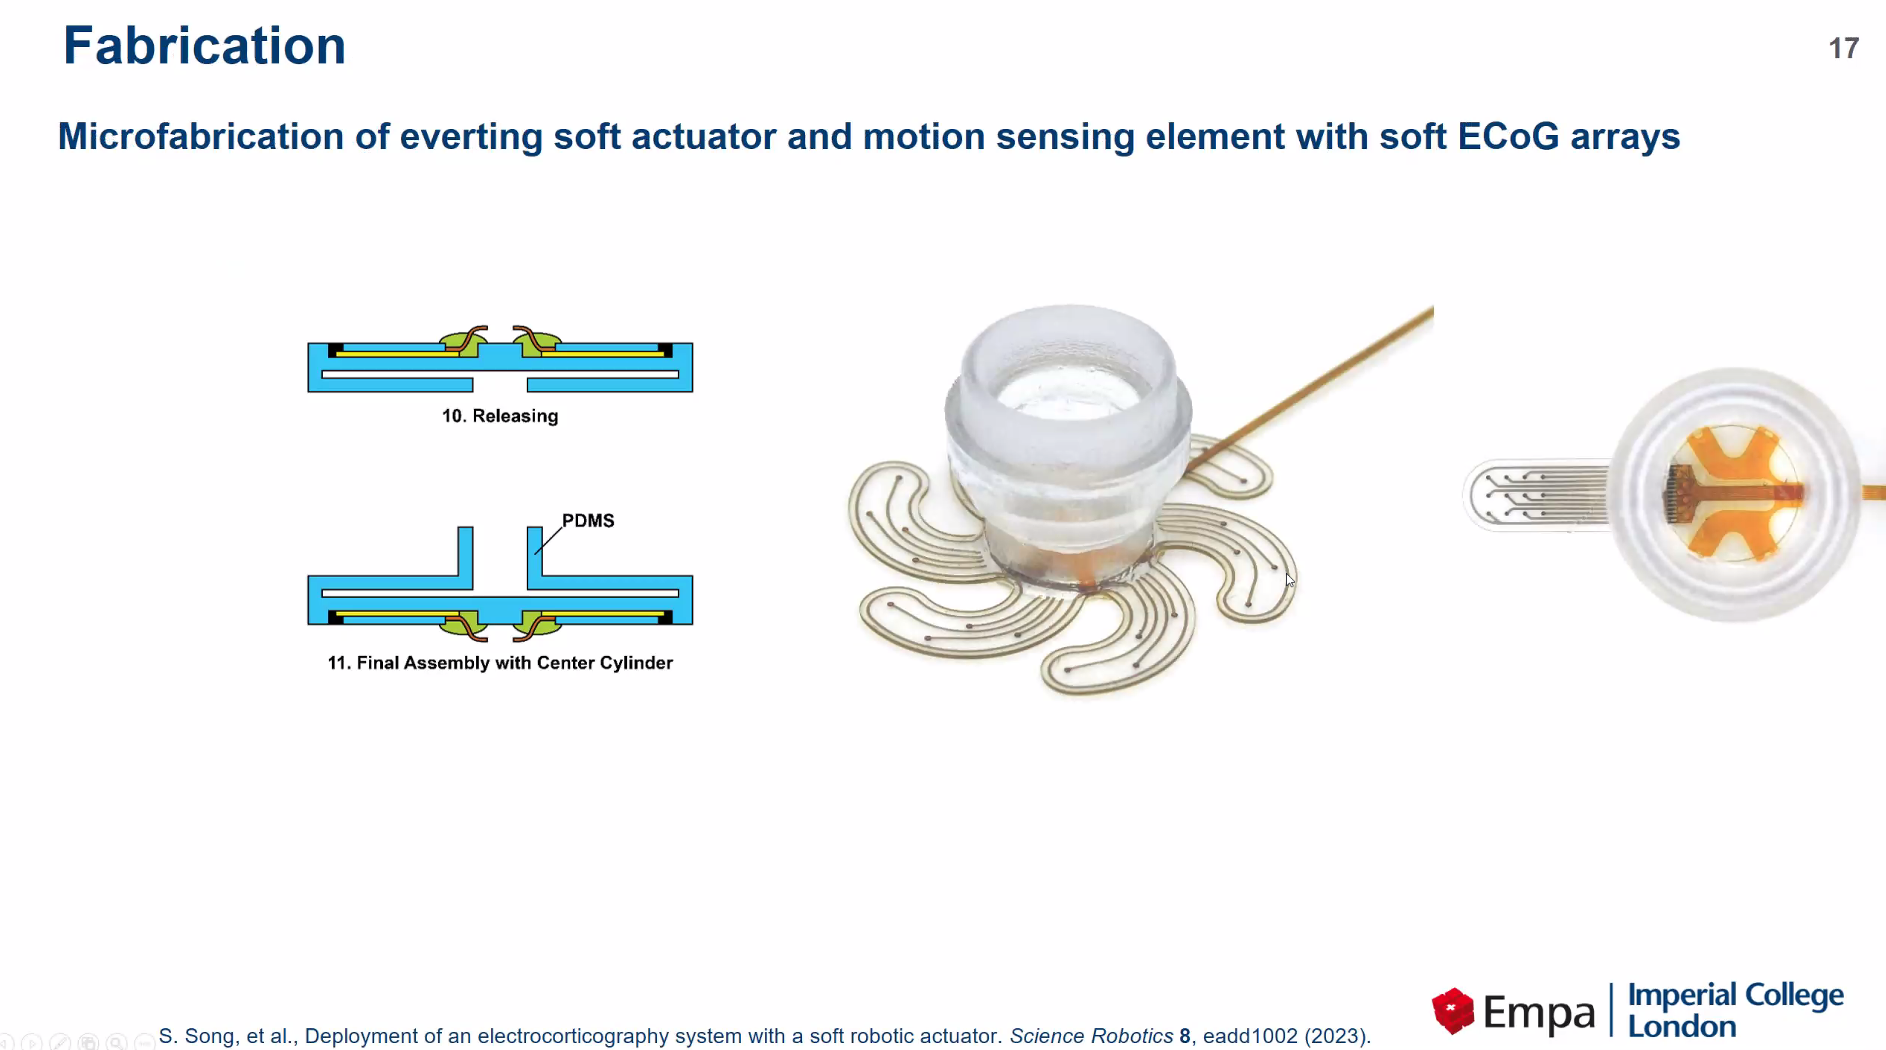 Fabrication
17
Microfabrication of everting soft actuator and motion sensing element with soft ECoG arrays
10. Releasing
PDMS
11. Final Assembly with Center Cylinder
Empa
Imperial College
London
S. Song, et al., Deployment of an electrocorticography system with a soft robotic actuator. Science Robotics 8, eadd1002 (2023).